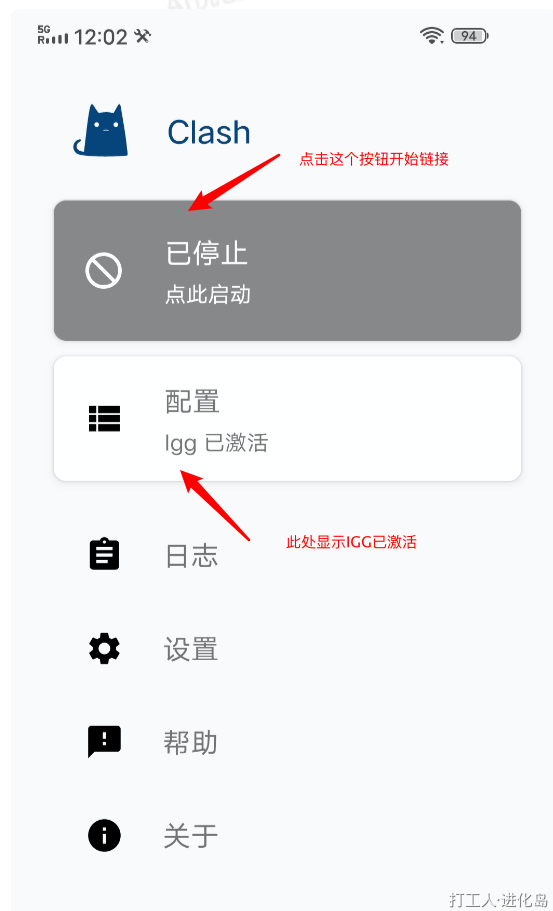 5G
R 12:02 94
Clash
点击这个按钮开始链接
已停止
点此启动
配置
Igg 已激活
此处显示IGG已激活
日志
设置
帮助
关于
打工人·进化岛